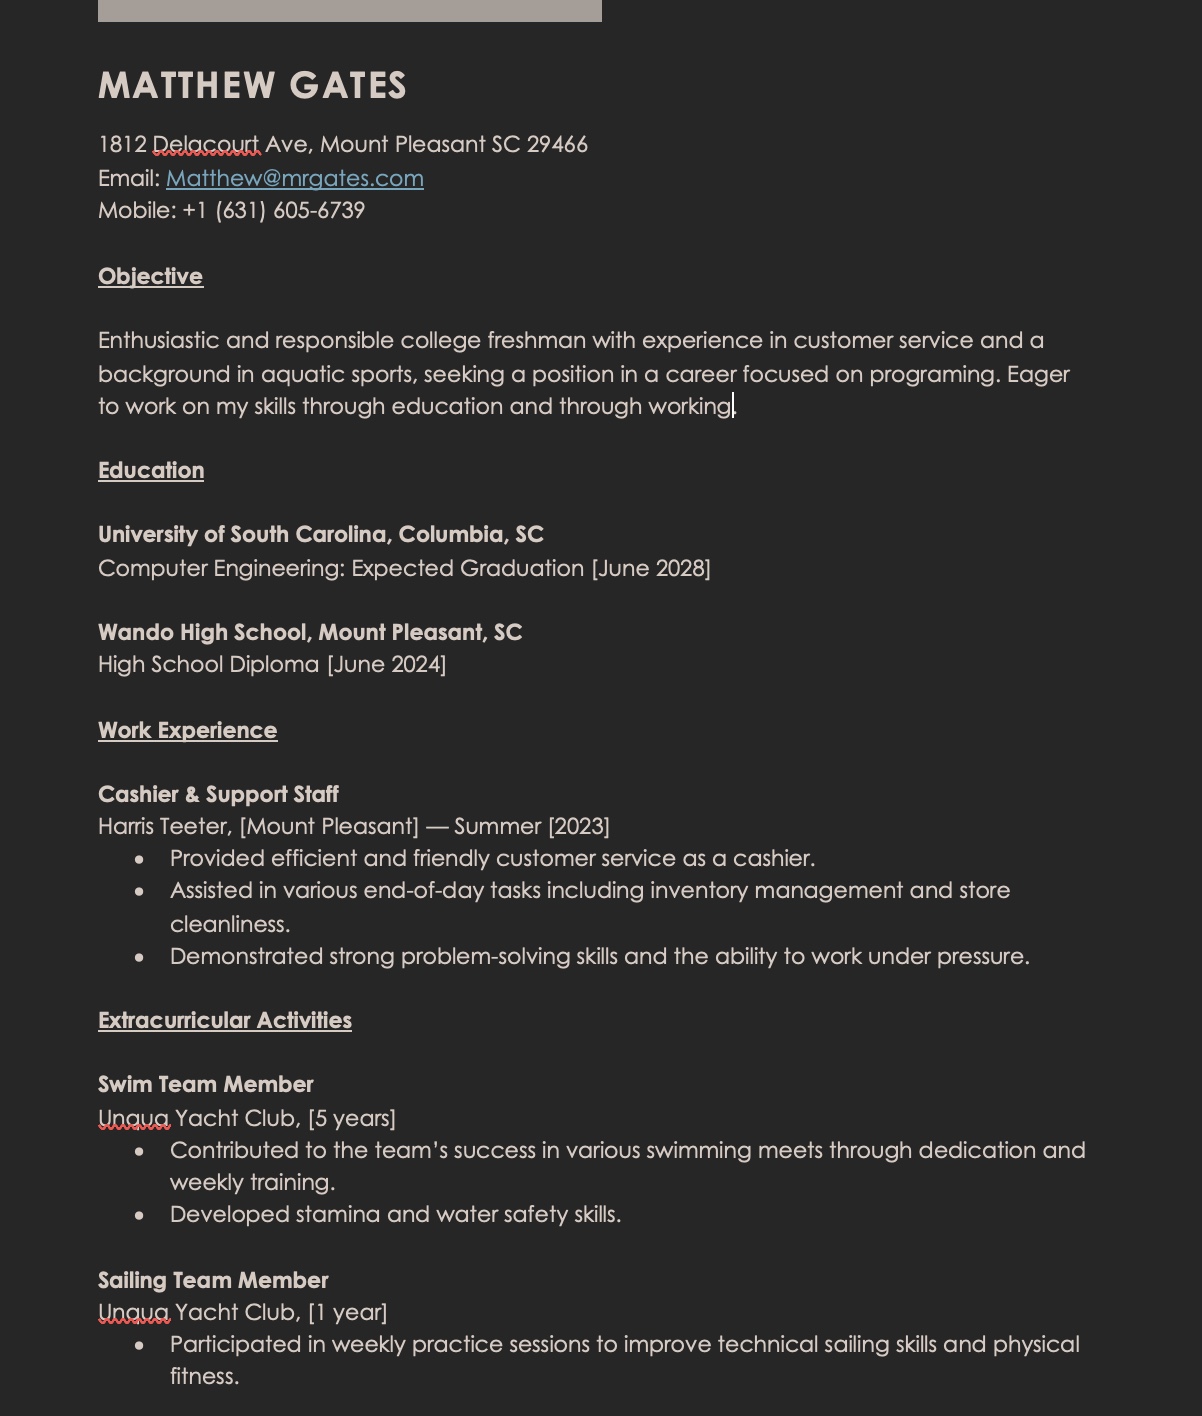 MATTHEW GATES
1812 Delacourt Ave, Mount Pleasant SC 29466
Email: Matthew@mrgates.com
Mobile: +1 (631) 605-6739
Objective
Enthusiastic and responsible college freshman with experience in customer service and a
background in aquatic sports, seeking a position in a career focused on programing. Eager
to work on my skills through education and through working.
Education
University of South Carolina, Columbia, SC
Computer Engineering: Expected Graduation [June 2028]
Wando High School, Mount Pleasant, SC
High School Diploma [June 2024]
Work Experience
Cashier & Support Staff
Harris Teeter, [Mount Pleasant] — Summer [2023]
• Provided efficient and friendly customer service as a cashier.
• Assisted in various end-of-day tasks including inventory management and store
cleanliness.
• Demonstrated strong problem-solving skills and the ability to work under pressure.
Extracurricular Activities
Swim Team Member
Unqua Yacht Club, [5 years]
• Contributed to the team’s success in various swimming meets through dedication and
weekly training.
• Developed stamina and water safety skills.
Sailing Team Member
Unqua Yacht Club, [1 year]
• Participated in weekly practice sessions to improve technical sailing skills and physical
fitness.